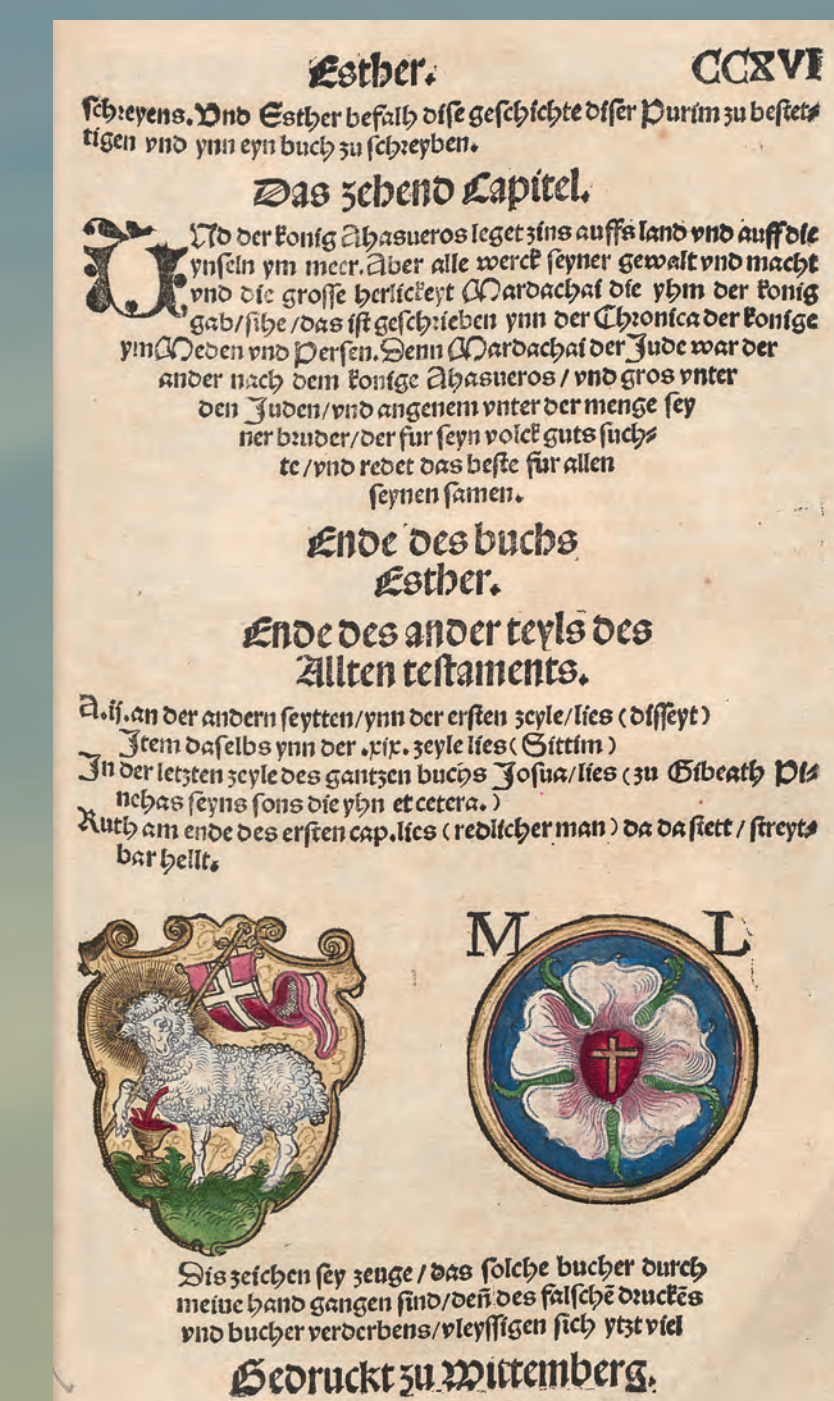 Esther. CCXVI
schreyens. Vnd Esther befalh dise geschichte diser Purim zu bestet⸗
tigen vnd ynn eyn buch zu schreyben.
Das zehend Capitel.
VNd der konig Ahasueros leget zins auffs land vnd auff die
ynseln ym meer. Aber alle werck seyner gewalt vnd macht
vnd die grosse herlickeyt Mardachai die yhm der konig
gab/sihe/das ist geschrieben ynn der Chronica der konige
ym Meden vnd Persen. Denn Mardachai der Jude war der
ander nach dem konige Ahasueros/vnd gros vnter
den Juden/vnd angenem vnter der menge sey
ner bruder/der fur seyn volck guts such⸗
te/vnd redet das beste fur allen
seynen samen.
Ende des buchs
Esther.
Ende des ander teyls des
Allten testaments.
A.ij. an der andern seytten/ynn der ersten zeyle/lies (disseyt)
Item daselbs ynn der .xix. zeyle lies (Sittim)
In der letzten zeyle des gantzen buchs Josua/lies (zu Gibeath Pi⸗
nehas seyns sons die yhn et cetera.)
Ruth am ende des ersten cap. lies (redlicher man) da da stett/streyt⸗
bar hellt.
M L
Dis zeichen sey zeuge/das solche bucher durch
meine hand gangen sind/deñ des falschē druckēs
vnd bucher verderbens/vleyssigen sich ytzt viel
Gedruckt zu Wittemberg.